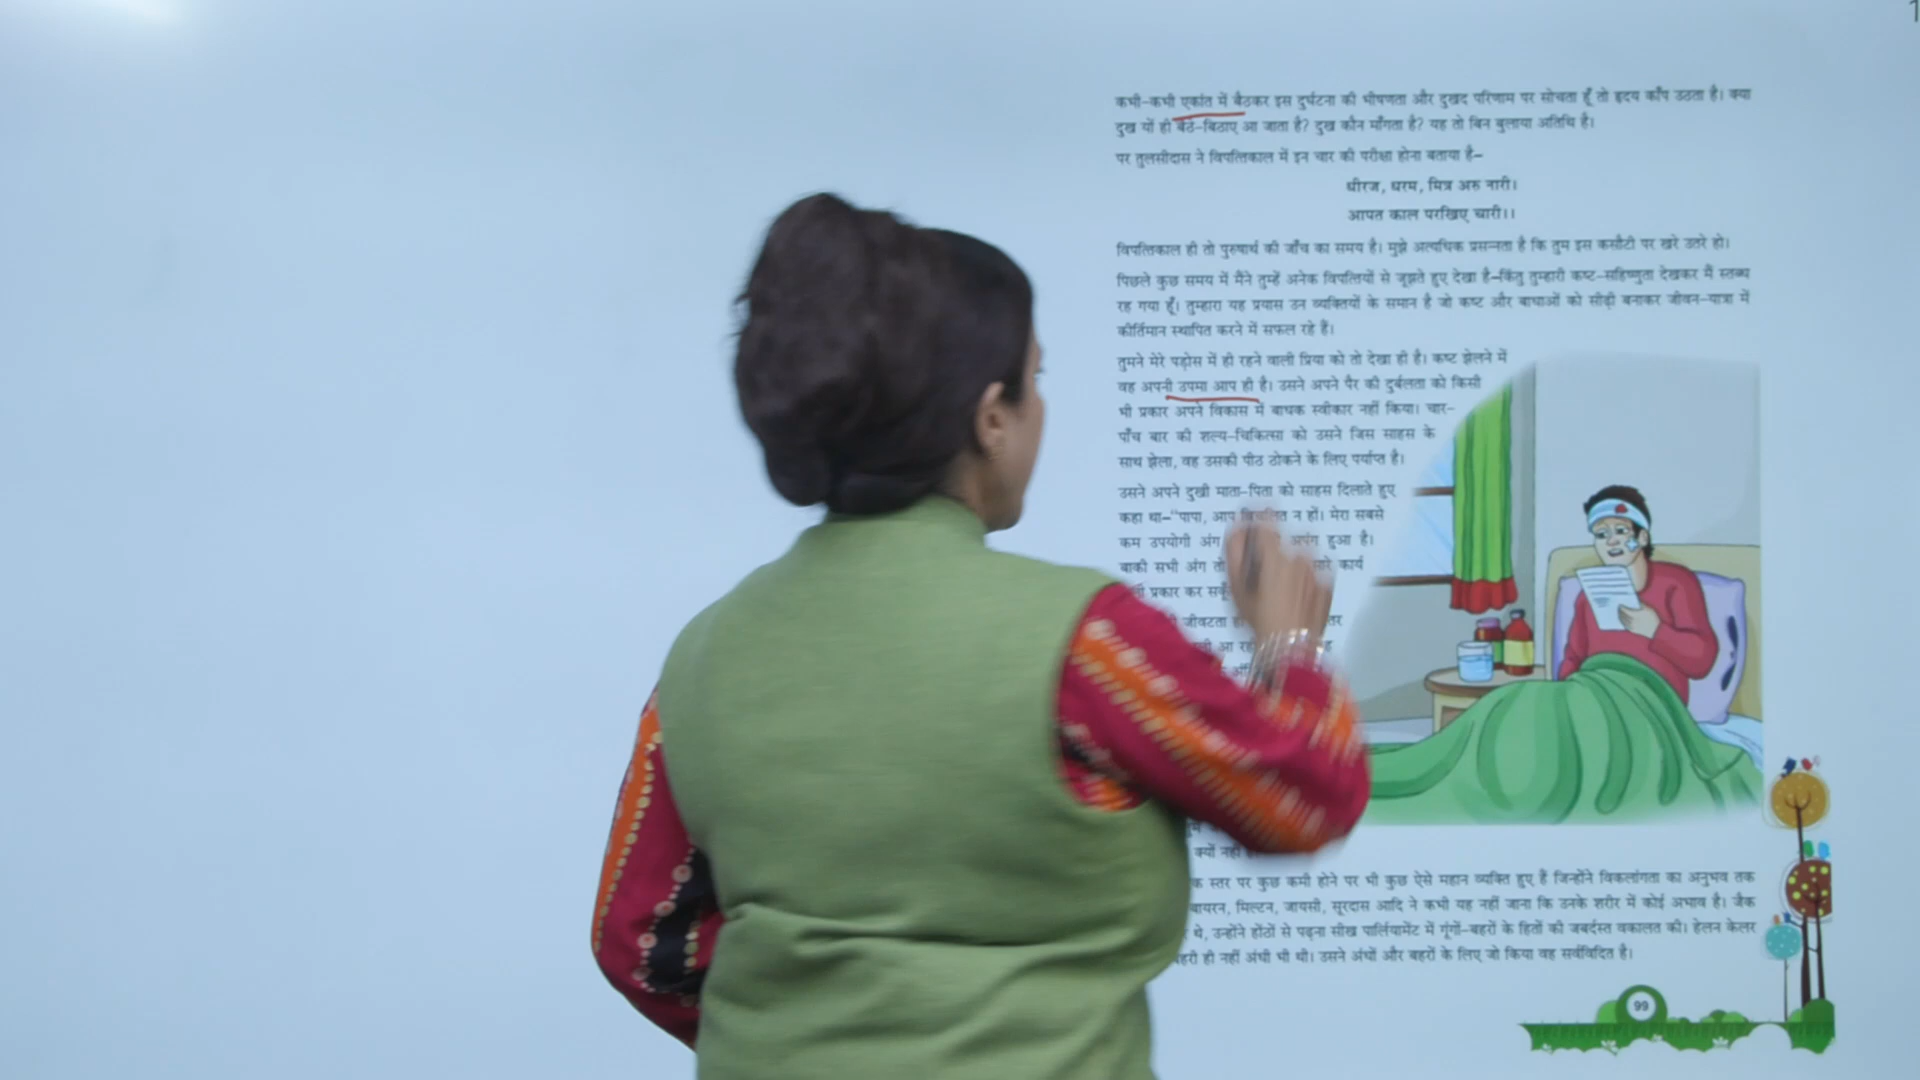 1
कभी-कभी एकांत में बैठकर इस दुर्घटना की भीषणता और दुखद परिणाम पर सोचता हूँ तो हृदय काँप उठता है। क्या
दुख यों ही बैठे-बिठाए आ जाता है? दुख कौन माँगता है? यह तो बिन बुलाया अतिथि है।
पर तुलसीदास ने विपत्तिकाल में इन चार की परीक्षा होना बताया है–
धीरज, धरम, मित्र अरु नारी।
आपत काल परखिए चारी।।
विपत्तिकाल ही तो पुरुषार्थ की जाँच का समय है। मुझे अत्यधिक प्रसन्नता है कि तुम इस कसौटी पर खरे उतरे हो।
पिछले कुछ समय में मैंने तुम्हें अनेक विपत्तियों से जूझते हुए देखा है–किंतु तुम्हारी कष्ट-सहिष्णुता देखकर मैं स्तब्ध
रह गया हूँ। तुम्हारा यह प्रयास उन व्यक्तियों के समान है जो कष्ट और बाधाओं को सीढ़ी बनाकर जीवन-यात्रा में
कीर्तिमान स्थापित करने में सफल रहे हैं।
तुमने मेरे पड़ोस में ही रहने वाली प्रिया को तो देखा ही है। कष्ट झेलने में
वह अपनी उपमा आप ही है। उसने अपने पैर की दुर्बलता को किसी
भी प्रकार अपने विकास में बाधक स्वीकार नहीं किया। चार-
पाँच बार की शल्य-चिकित्सा को उसने जिस साहस के
साथ झेला, वह उसकी पीठ ठोकने के लिए पर्याप्त है।
उसने अपने दुखी माता-पिता को साहस दिलाते हुए
कहा था–"पापा, आप न हों। मेरा सबसे
कम उपयोगी अंग अपंग हुआ है।
बाकी सभी अंग तो कार्य
प्रकार कर
जीवटता
आ
क्यों नहीं
स्तर पर कुछ कमी होने पर भी कुछ ऐसे महान व्यक्ति हुए हैं जिन्होंने विकलांगता का अनुभव तक
बायरन, मिल्टन, जायसी, सूरदास आदि ने कभी यह नहीं जाना कि उनके शरीर में कोई अभाव है। जैक
थे, उन्होंने होंठों से पढ़ना सीख पार्लियामेंट में गूंगों-बहरों के हितों की जबर्दस्त वकालत की। हेलन केलर
ही नहीं अंधी भी थी। उसने अंधों और बहरों के लिए जो किया वह सर्वविदित है।
99